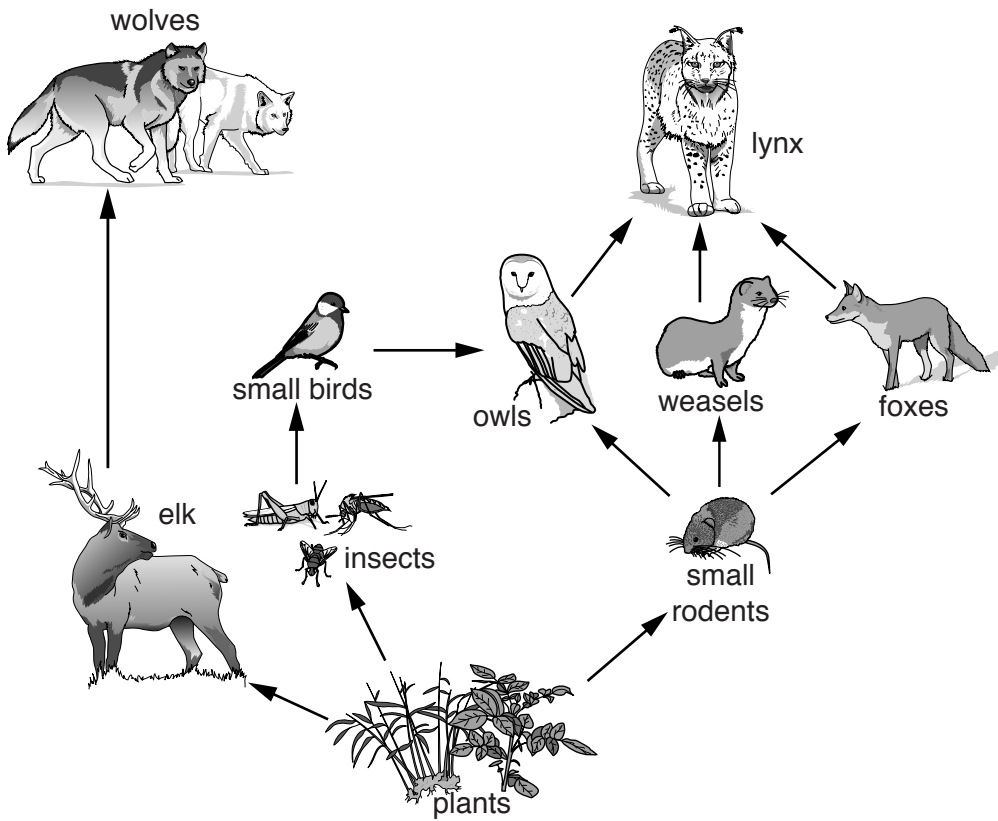 wolves
lynx
small birds
owls
weasels
foxes
elk
insects
small
rodents
plants